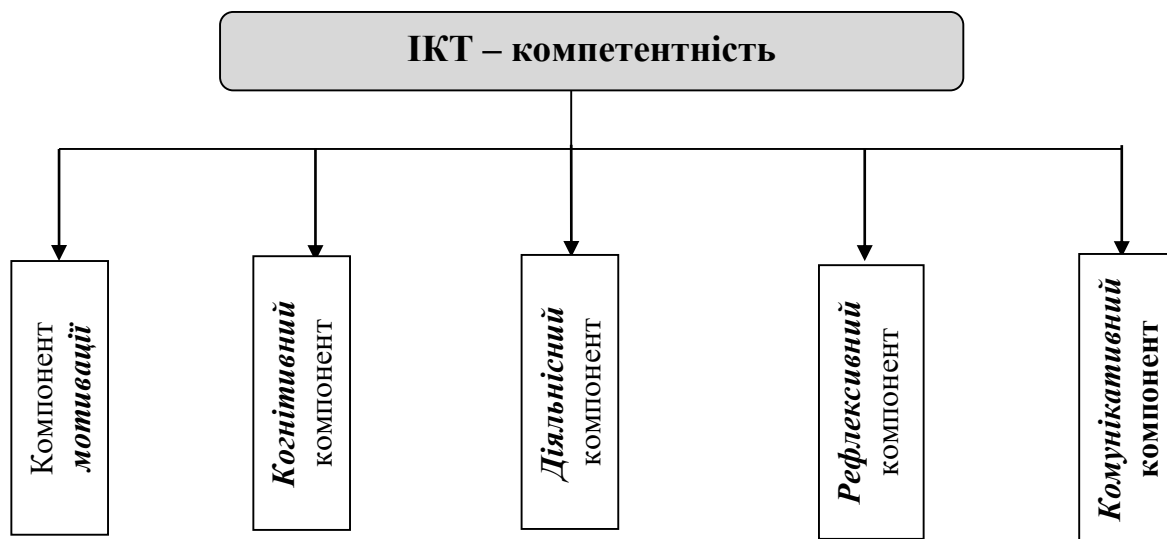 ІКТ – компетентність
Компонент
мотивації
Когнітивний
компонент
Діяльнісний
компонент
Рефлексивний
компонент
Комунікативний
компонент